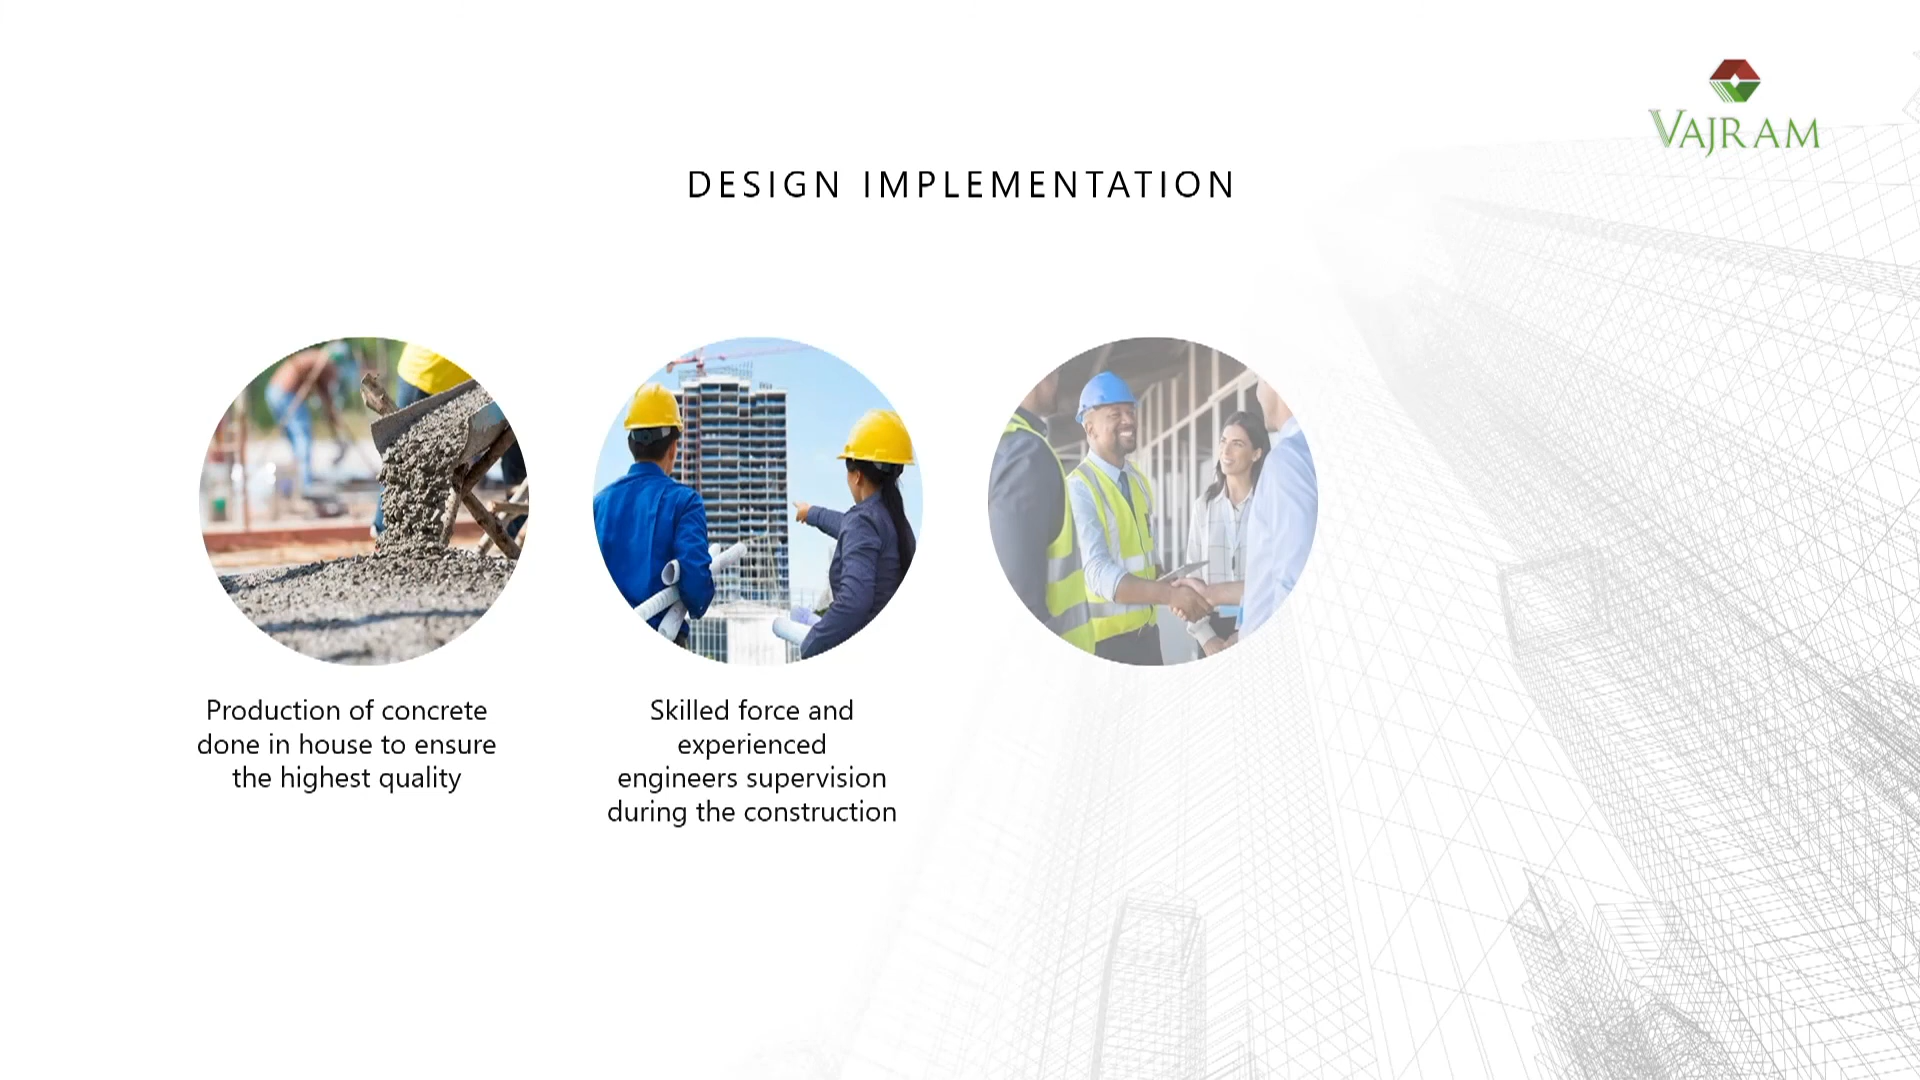 VAJRAM
DESIGN IMPLEMENTATION
Production of concrete
done in house to ensure
the highest quality
Skilled force and
experienced
engineers supervision
during the construction